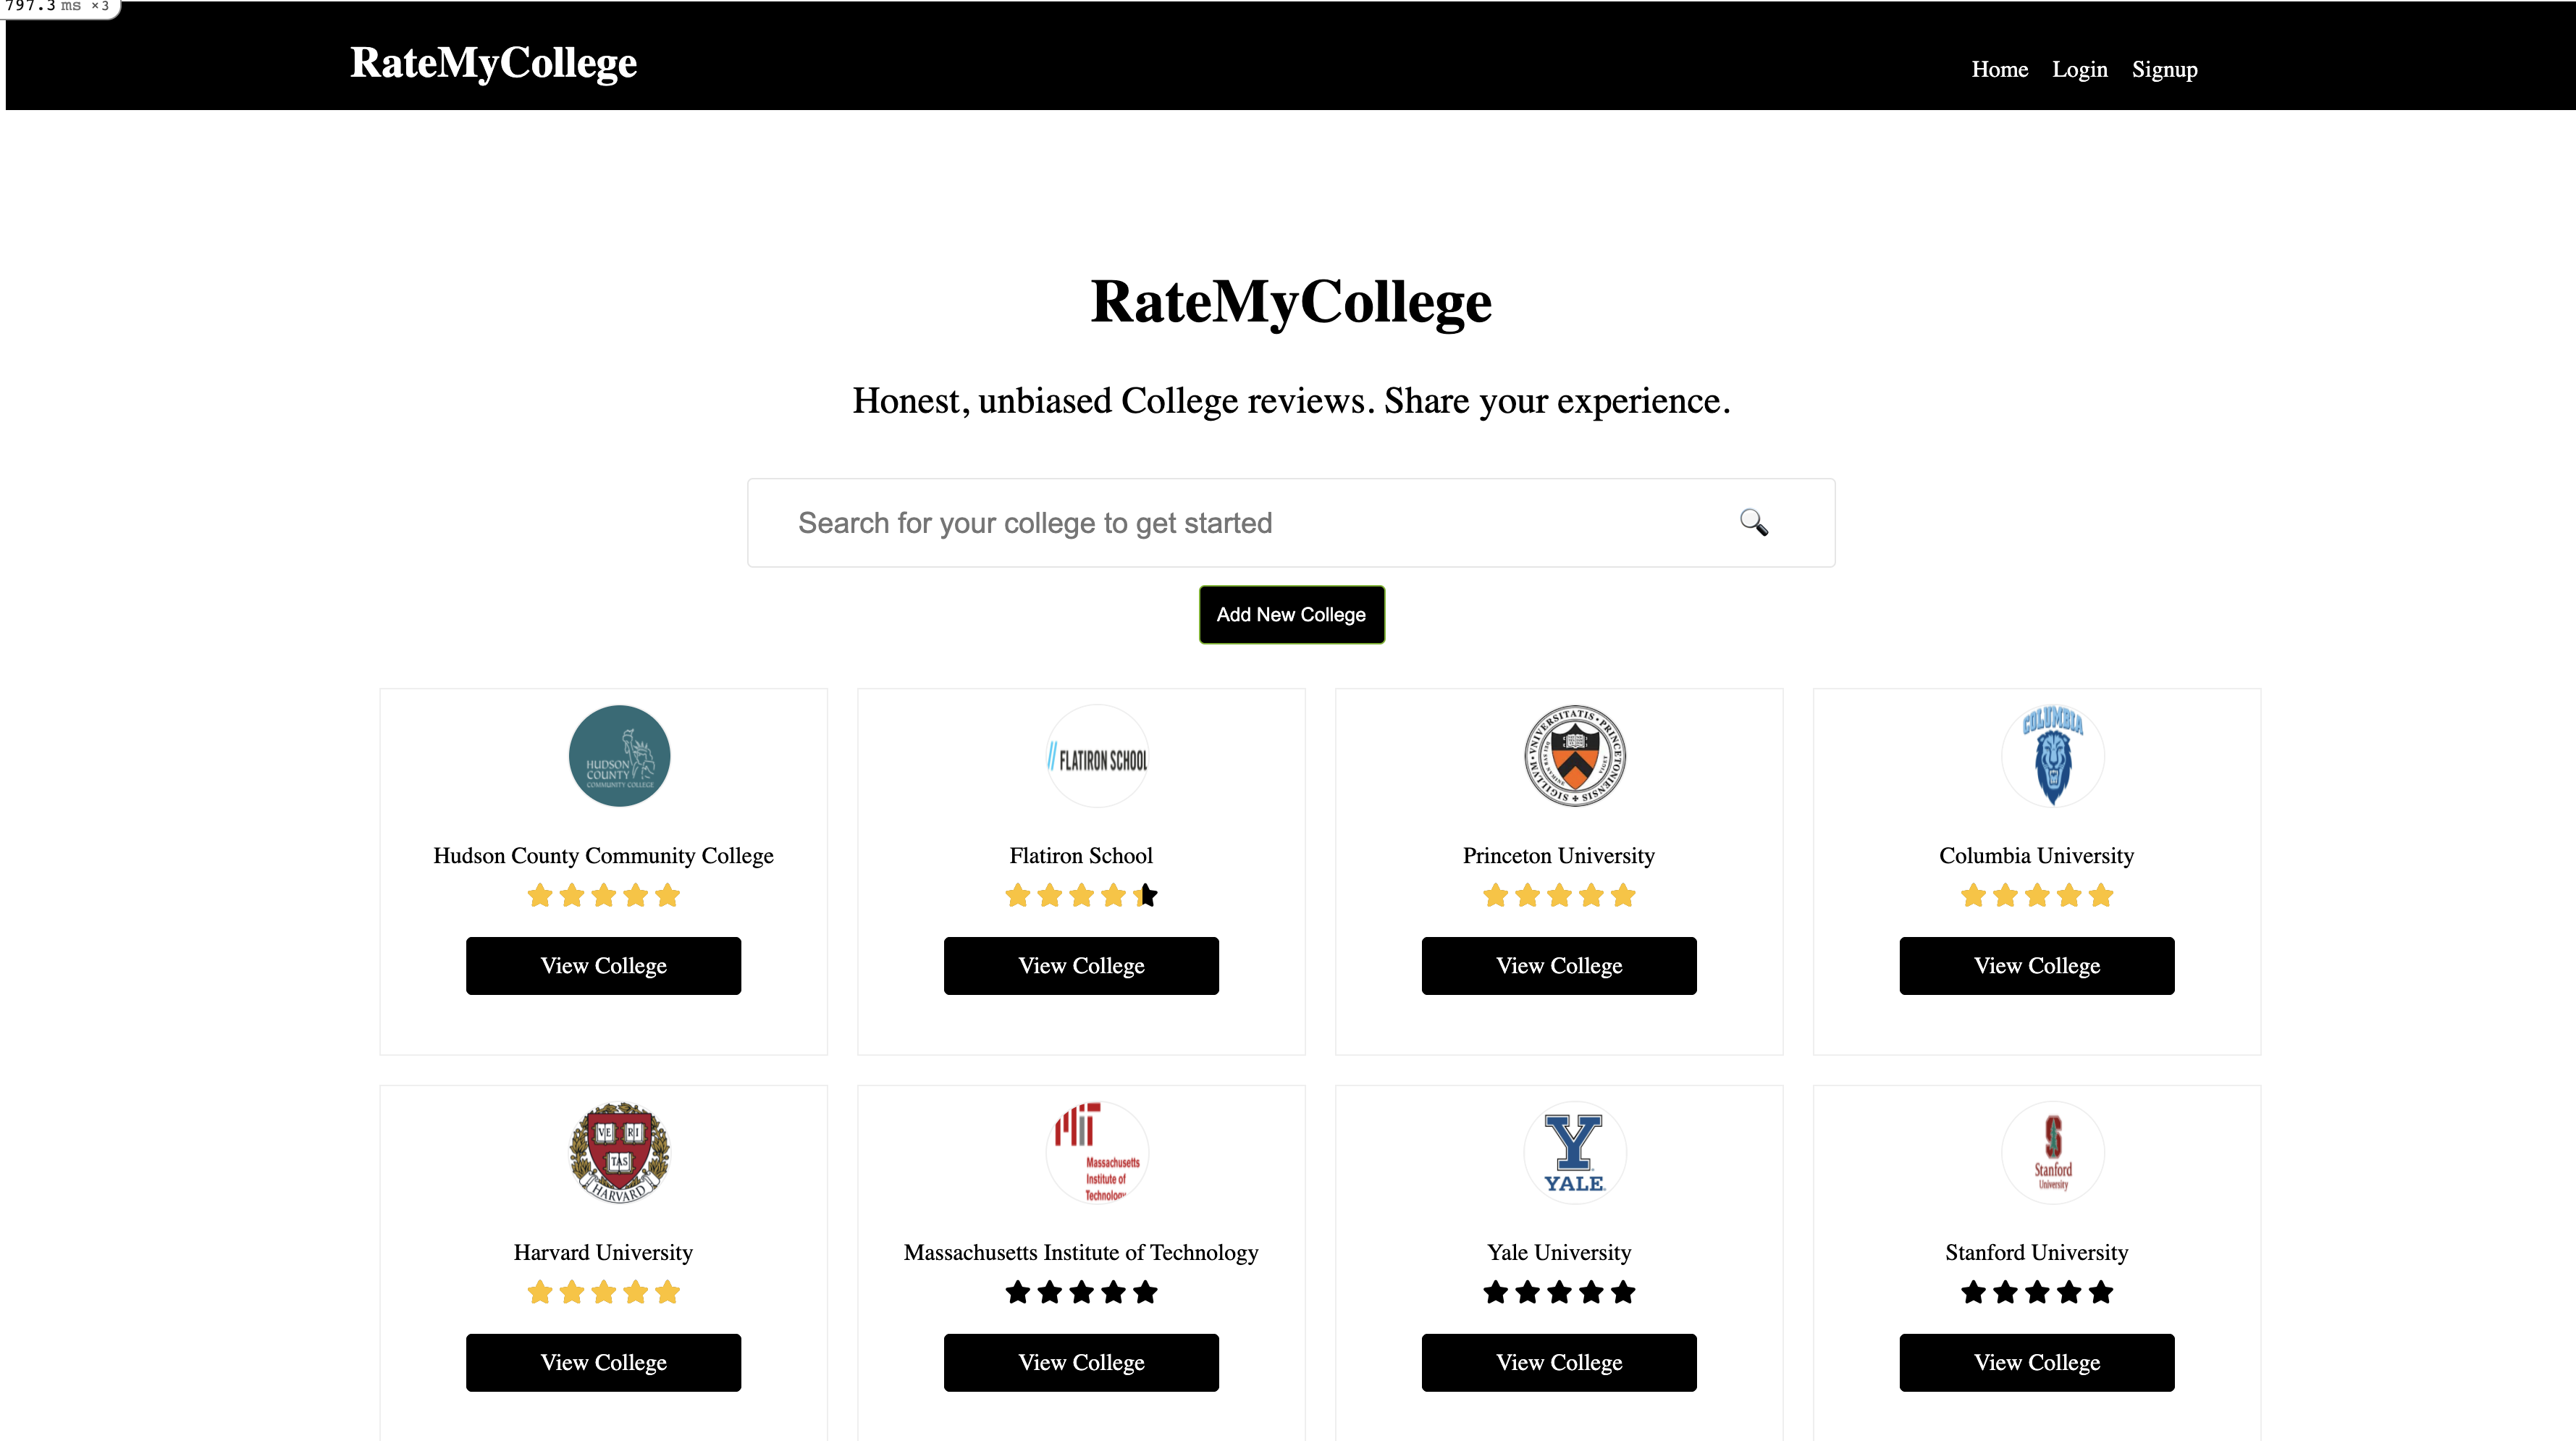 797.3 ms ×3
RateMyCollege
Home Login Signup
RateMyCollege
Honest, unbiased College reviews. Share your experience.
Search for your college to get started
Add New College
HUDSON COUNTY COMMUNITY COLLEGE
FLATIRON SCHOOL
COLUMBIA
Hudson County Community College
Flatiron School
Princeton University
Columbia University
View College
View College
View College
View College
VE RI TAS HARVARD
Massachusetts
Institute of
Technology
Y YALE
S Stanford University
Harvard University
Massachusetts Institute of Technology
Yale University
Stanford University
View College
View College
View College
View College